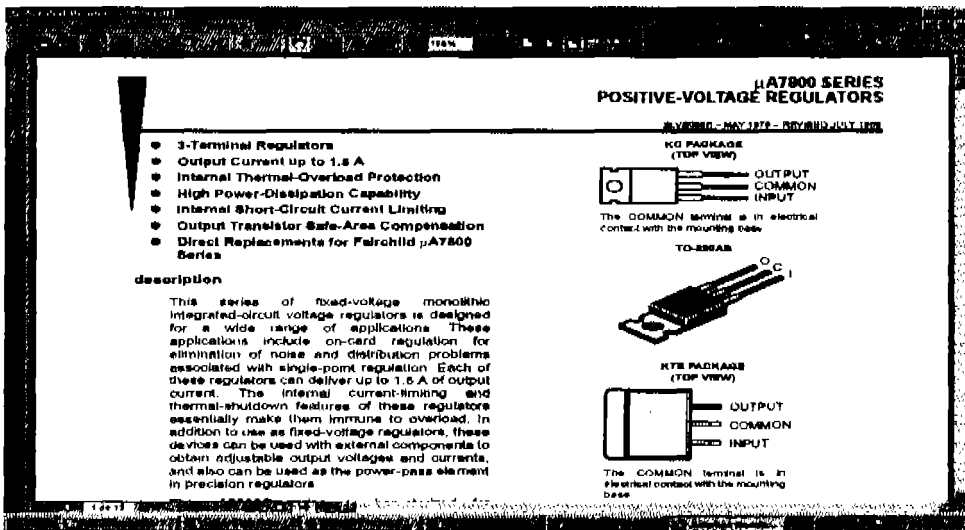 μA7800 SERIES
POSITIVE-VOLTAGE REGULATORS
MAY 1976 – REVISED JULY
3-Terminal Regulators
Output Current up to 1.5 A
Internal Thermal-Overload Protection
High Power-Dissipation Capability
Internal Short-Circuit Current Limiting
Output Transistor Safe-Area Compensation
Direct Replacements for Fairchild μA7800
Series
description
This series of fixed-voltage monolithic
integrated-circuit voltage regulators is designed
for a wide range of applications. These
applications include on-card regulation for
elimination of noise and distribution problems
associated with single-point regulation. Each of
these regulators can deliver up to 1.5 A of output
current. The internal current-limiting and
thermal-shutdown features of these regulators
essentially make them immune to overload. In
addition to use as fixed-voltage regulators, these
devices can be used with external components to
obtain adjustable output voltages and currents,
and also can be used as the power-pass element
in precision regulators
KC PACKAGE
(TOP VIEW)
OUTPUT
COMMON
INPUT
The COMMON terminal is in electrical
contact with the mounting base
TO-220AB
O
C
I
KTE PACKAGE
(TOP VIEW)
OUTPUT
COMMON
INPUT
The COMMON terminal is in
electrical contact with the mounting
base